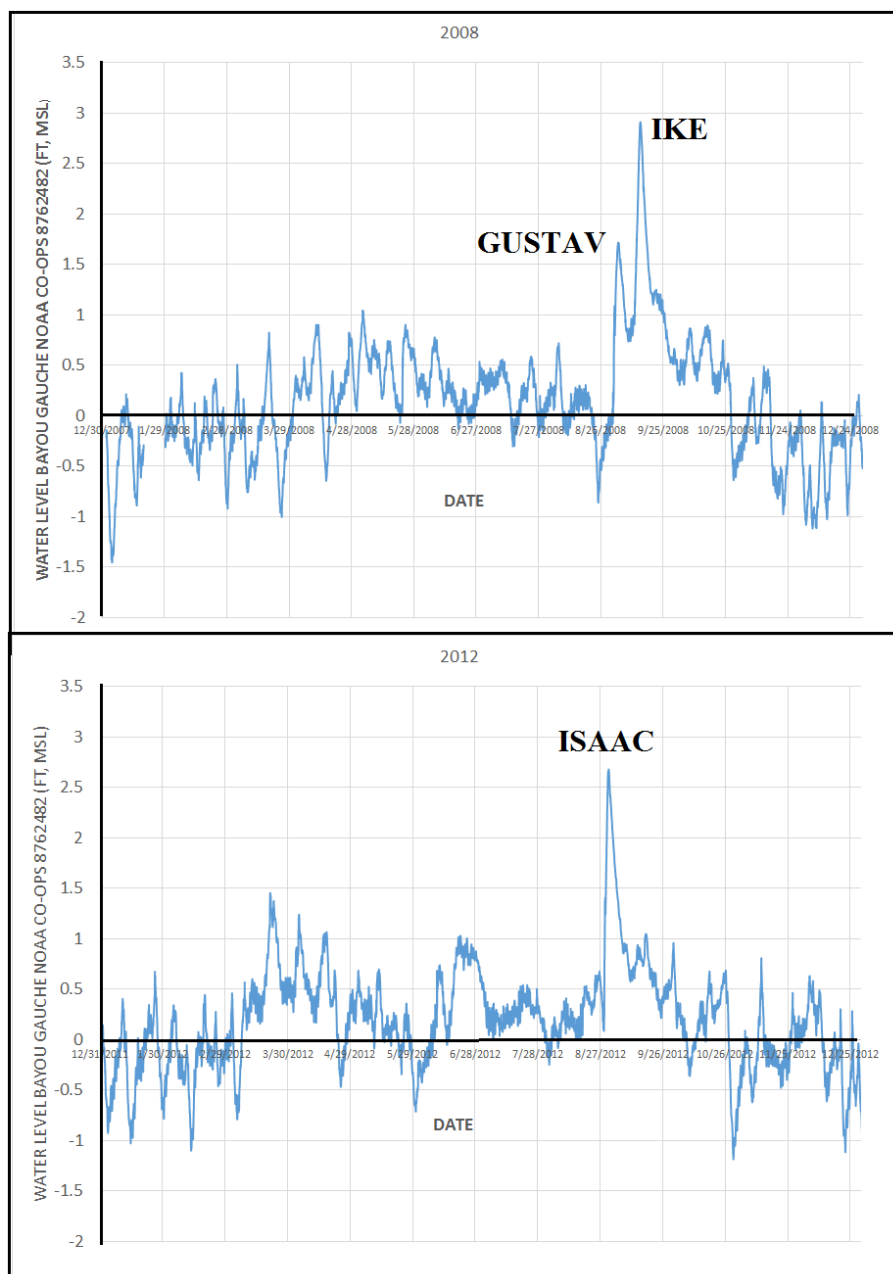 2008
WATER LEVEL BAYOU GAUCHE NOAA CO-OPS 8762482 (FT, MSL)
3.5
3
2.5
2
1.5
1
0.5
0
-0.5
-1
-1.5
-2
IKE
GUSTAV
12/30/2007 1/29/2008 2/28/2008 3/29/2008 4/28/2008 5/28/2008 6/27/2008 7/27/2008 8/26/2008 9/25/2008 10/25/2008 11/24/2008 12/24/2008
DATE
2012
WATER LEVEL BAYOU GAUCHE NOAA CO-OPS 8762482 (FT, MSL)
3.5
3
2.5
2
1.5
1
0.5
0
-0.5
-1
-1.5
-2
ISAAC
12/31/2011 1/30/2012 2/29/2012 3/30/2012 4/29/2012 5/29/2012 6/28/2012 7/28/2012 8/27/2012 9/26/2012 10/26/2012 11/25/2012 12/25/2012
DATE